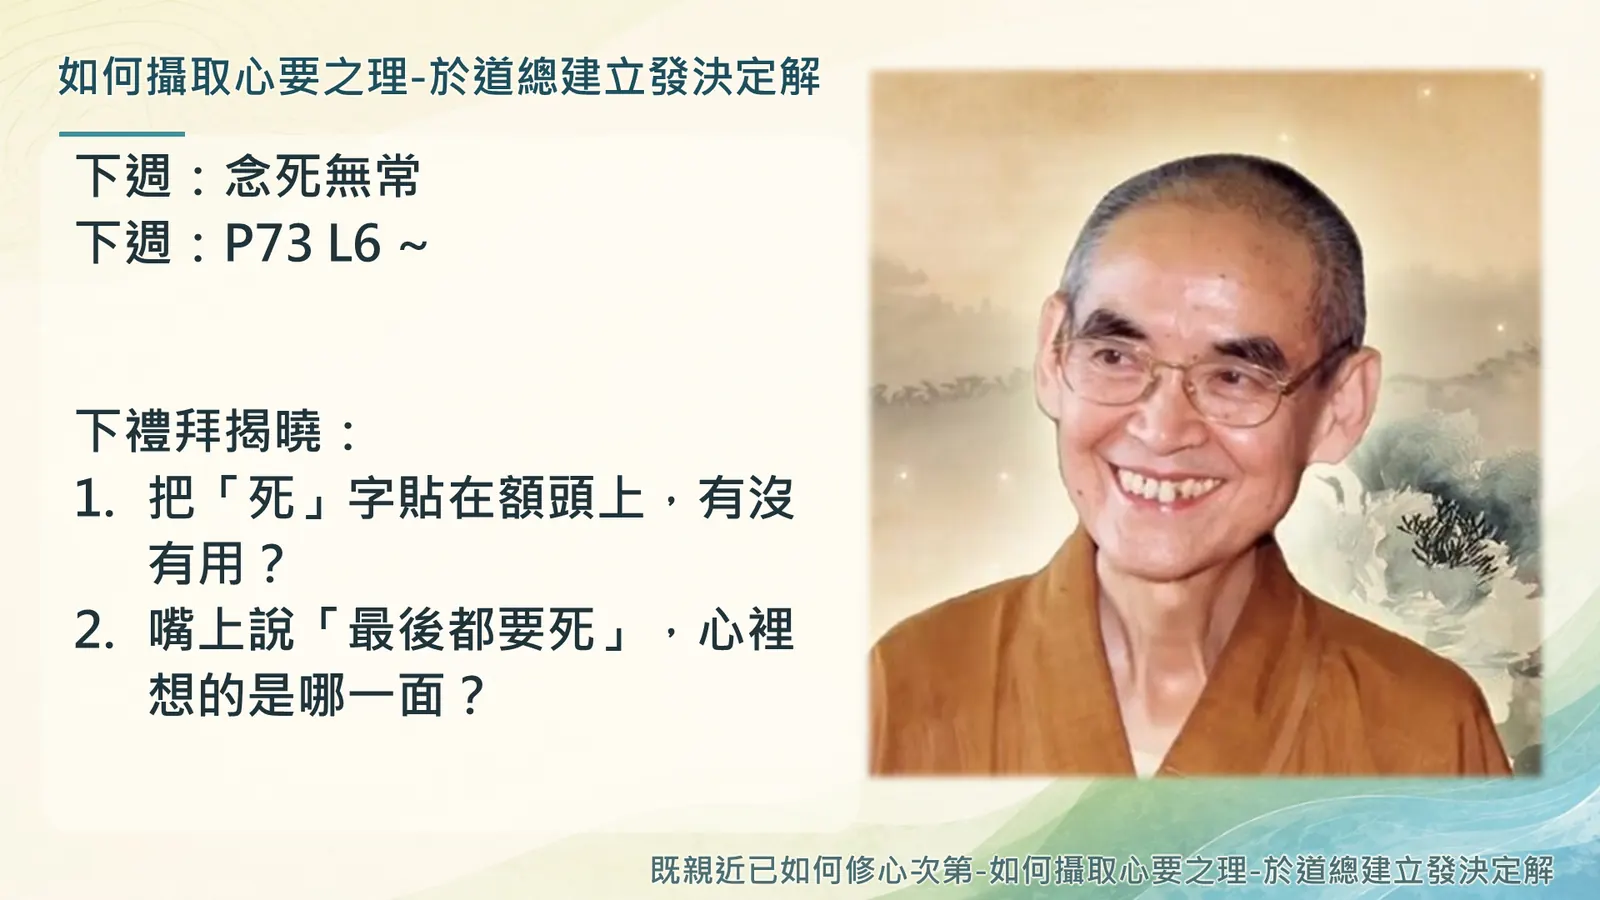 如何攝取心要之理-於道總建立發決定解
下週：念死無常
下週：P73 L6 ~
下禮拜揭曉：
1. 把「死」字貼在額頭上，有沒
有用？
2. 嘴上說「最後都要死」，心裡
想的是哪一面？
既親近已如何修心次第-如何攝取心要之理-於道總建立發決定解